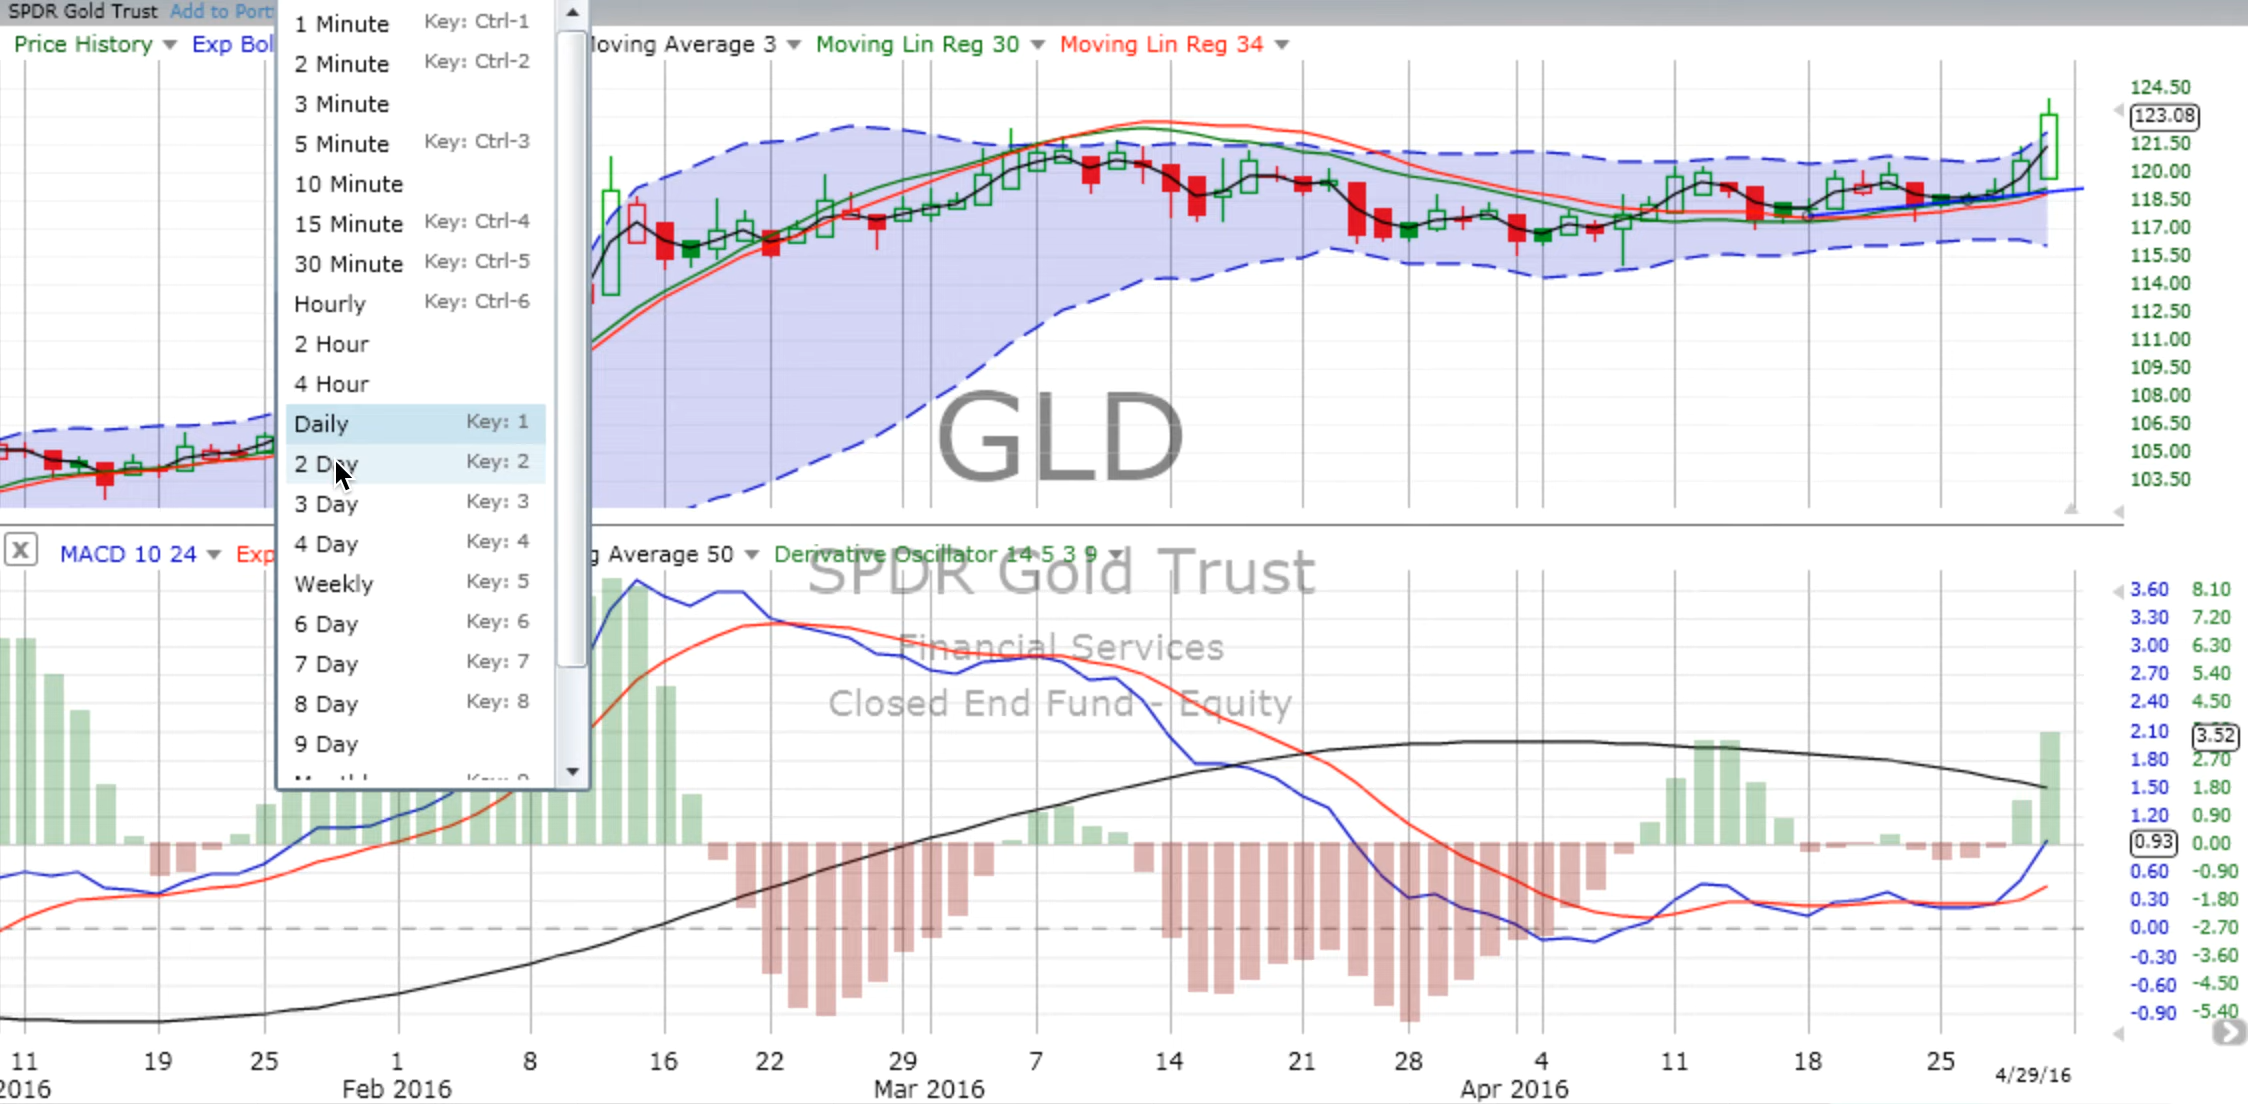 SPDR Gold Trust Add to Port
Price History Exp Bol Moving Average 3 Moving Lin Reg 30 Moving Lin Reg 34
1 Minute Key: Ctrl-1
2 Minute Key: Ctrl-2
3 Minute
5 Minute Key: Ctrl-3
10 Minute
15 Minute Key: Ctrl-4
30 Minute Key: Ctrl-5
Hourly Key: Ctrl-6
2 Hour
4 Hour
Daily Key: 1
2 Day Key: 2
3 Day Key: 3
4 Day Key: 4
Weekly Key: 5
6 Day Key: 6
7 Day Key: 7
8 Day Key: 8
9 Day
124.50
123.08
121.50
120.00
118.50
117.00
115.50
114.00
112.50
111.00
109.50
108.00
106.50
105.00
103.50
GLD
X MACD 10 24 Exp g Average 50 Derivative Oscillator 14 5 3 9
SPDR Gold Trust
Financial Services
Closed End Fund - Equity
3.60 8.10
3.30 7.20
3.00 6.30
2.70 5.40
2.40 4.50
2.10 3.52
1.80 2.70
1.50 1.80
1.20 0.90
0.93 0.00
0.60 -0.90
0.30 -1.80
0.00 -2.70
-0.30 -3.60
-0.60 -4.50
-0.90 -5.40
11 19 25 1 8 16 22 29 7 14 21 28 4 11 18 25
2016 Feb 2016 Mar 2016 Apr 2016 4/29/16